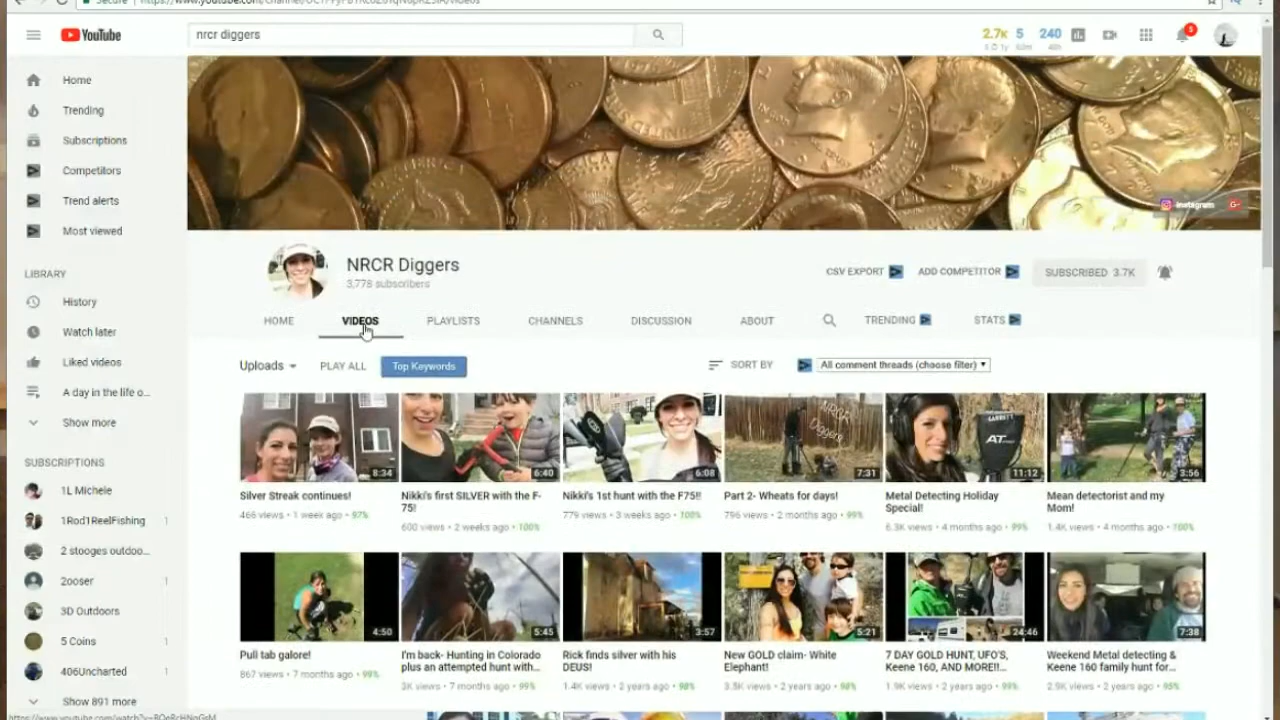 Secure
YouTube
nrcr diggers
2.7k 5 240
5
Home
Trending
Subscriptions
Competitors
Trend alerts
Most viewed
LIBRARY
History
Watch later
Liked videos
A day in the life o...
Show more
SUBSCRIPTIONS
1L Michele
1Rod1ReelFishing 1
2 stooges outdoo...
2ooser 1
3D Outdoors
5 Coins 1
406Uncharted 1
Show 891 more
Instagram G+
NRCR Diggers
3,778 subscribers
CSV EXPORT ADD COMPETITOR SUBSCRIBED 3.7K
HOME VIDEOS PLAYLISTS CHANNELS DISCUSSION ABOUT TRENDING STATS
Uploads PLAY ALL Top Keywords SORT BY All comment threads (choose filter)
8:34 6:40 6:08 NRCR Diggers 7:31 GARRETT AT 11:12 3:56
Silver Streak continues!
466 views • 1 week ago • 97%
Nikki's first SILVER with the F-
75!
600 views • 2 weeks ago • 100%
Nikki's 1st hunt with the F75!!
779 views • 3 weeks ago • 100%
Part 2- Wheats for days!
796 views • 2 months ago • 99%
Metal Detecting Holiday
Special!
6.3K views • 4 months ago • 99%
Mean detectorist and my
Mom!
1.4K views • 4 months ago • 100%
4:50 5:45 3:57 5:21 24:46 7:38
Pull tab galore!
867 views • 7 months ago • 99%
I'm back- Hunting in Colorado
plus an attempted hunt with...
3K views • 7 months ago • 99%
Rick finds silver with his
DEUS!
1.4K views • 2 years ago • 98%
New GOLD claim- White
Elephant!
3.5K views • 2 years ago • 98%
7 DAY GOLD HUNT, UFO'S,
Keene 160, AND MORE!!...
1.9K views • 2 years ago • 99%
Weekend Metal detecting &
Keene 160 family hunt for...
2.9K views • 2 years ago • 95%